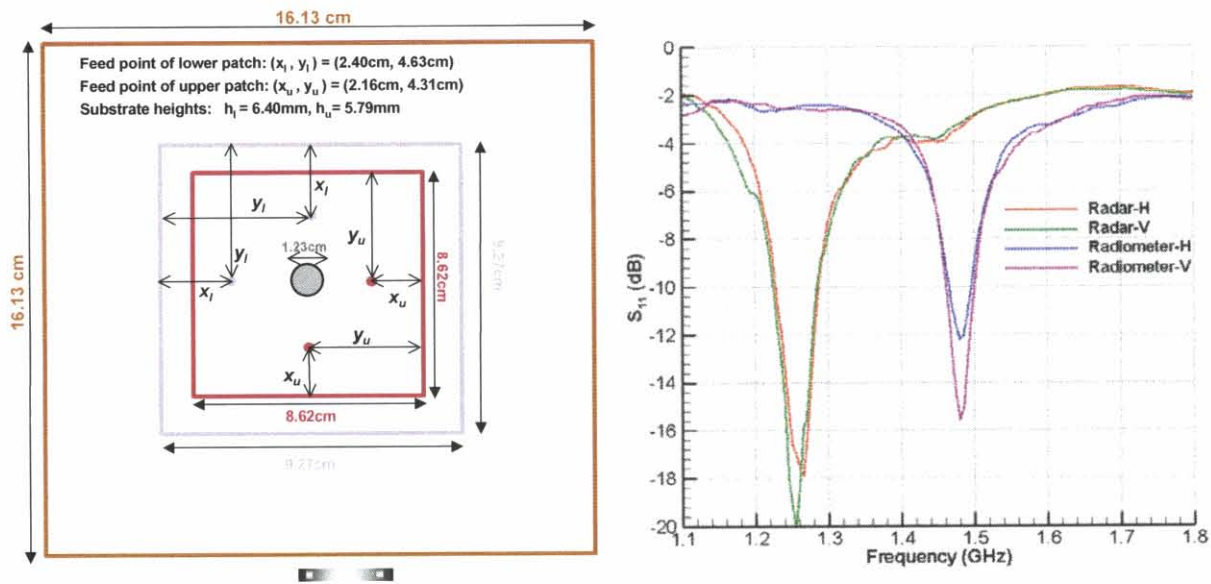 16.13 cm
Feed point of lower patch: (xₗ , yₗ ) = (2.40cm, 4.63cm)
Feed point of upper patch: (xᵤ , yᵤ ) = (2.16cm, 4.31cm)
Substrate heights: hₗ = 6.40mm, hᵤ = 5.79mm
16.13 cm
xₗ
yₗ
yₗ
xₗ
1.23cm
yᵤ
xᵤ
yᵤ
xᵤ
8.62cm
8.62cm
9.27cm
9.27cm
S₁₁ (dB)
0
-2
-4
-6
-8
-10
-12
-14
-16
-18
-20
Radar-H
Radar-V
Radiometer-H
Radiometer-V
1.1 1.2 1.3 1.4 1.5 1.6 1.7 1.8
Frequency (GHz)